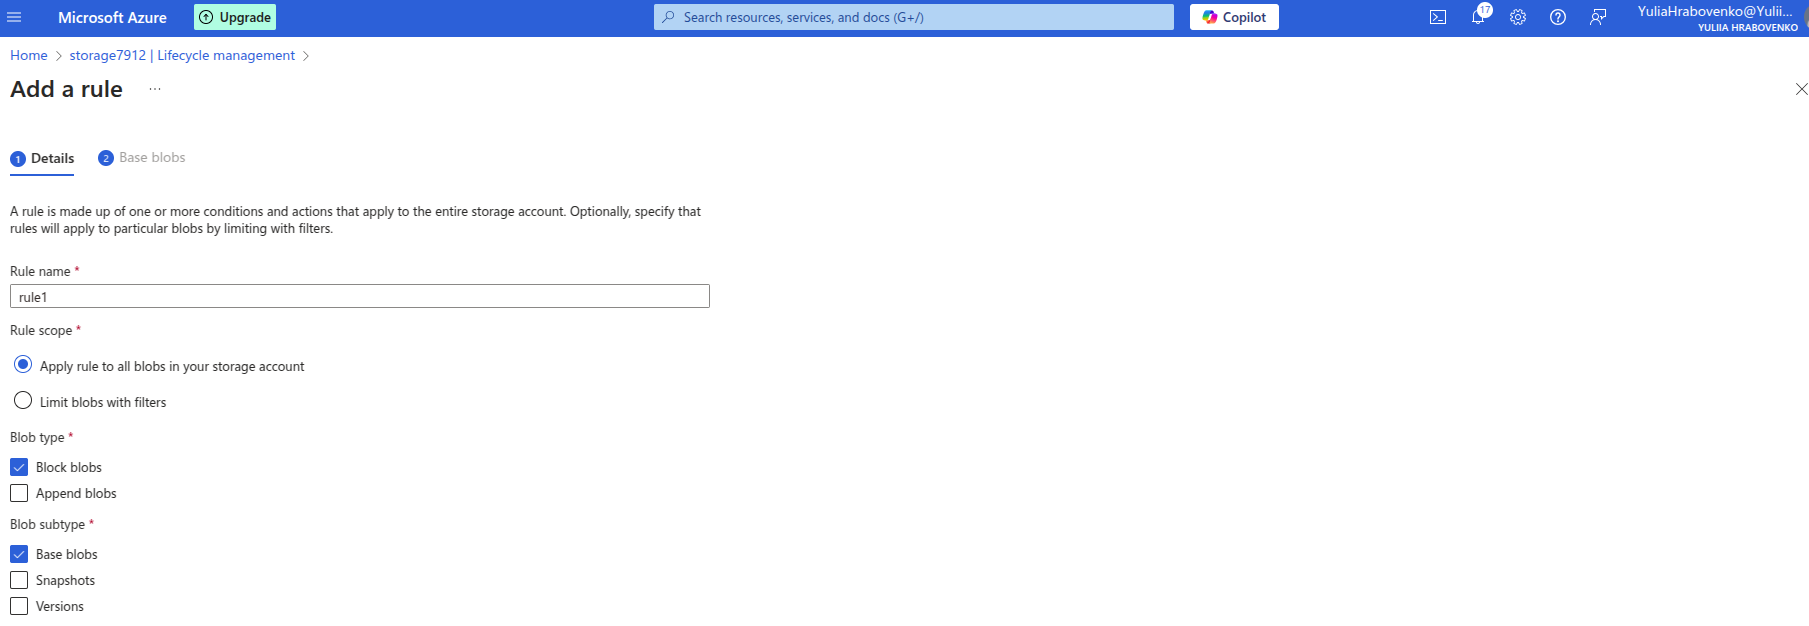 Microsoft Azure
Upgrade
Search resources, services, and docs (G+/)
Copilot
17
YuliaHrabovenko@Yulii...
YULIIA HRABOVENKO
Home > storage7912 | Lifecycle management >
Add a rule ...
1 Details
2 Base blobs
A rule is made up of one or more conditions and actions that apply to the entire storage account. Optionally, specify that
rules will apply to particular blobs by limiting with filters.
Rule name *
rule1
Rule scope *
Apply rule to all blobs in your storage account
Limit blobs with filters
Blob type *
Block blobs
Append blobs
Blob subtype *
Base blobs
Snapshots
Versions